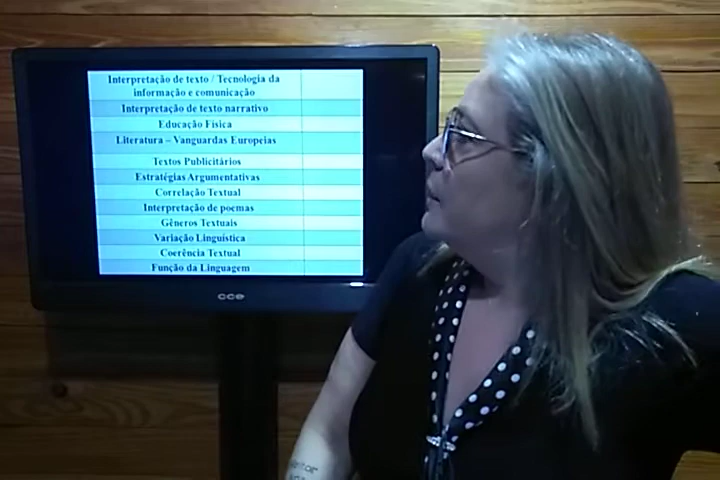 Interpretação de texto / Tecnologia da
informação e comunicação
Interpretação de texto narrativo
Educação Física
Literatura – Vanguardas Europeias
Textos Publicitários
Estratégias Argumentativas
Correlação Textual
Interpretação de poemas
Gêneros Textuais
Variação Linguística
Coerência Textual
Função da Linguagem
cce